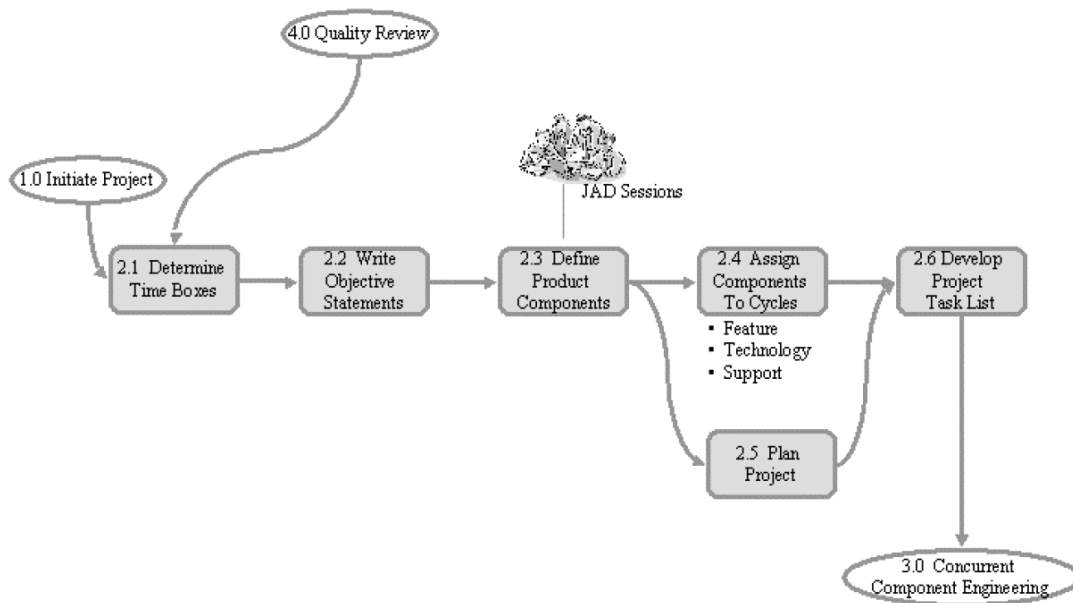 4.0 Quality Review
1.0 Initiate Project
JAD Sessions
2.1 Determine
Time Boxes
2.2 Write
Objective
Statements
2.3 Define
Product
Components
2.4 Assign
Components
To Cycles
▪ Feature
▪ Technology
▪ Support
2.5 Plan
Project
2.6 Develop
Project
Task List
3.0 Concurrent
Component Engineering